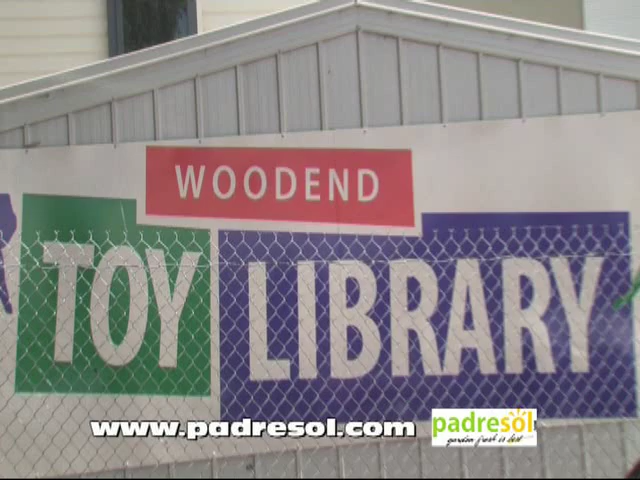 WOODEND
TOY LIBRARY
www.padresol.com
padresol
garden fresh is best